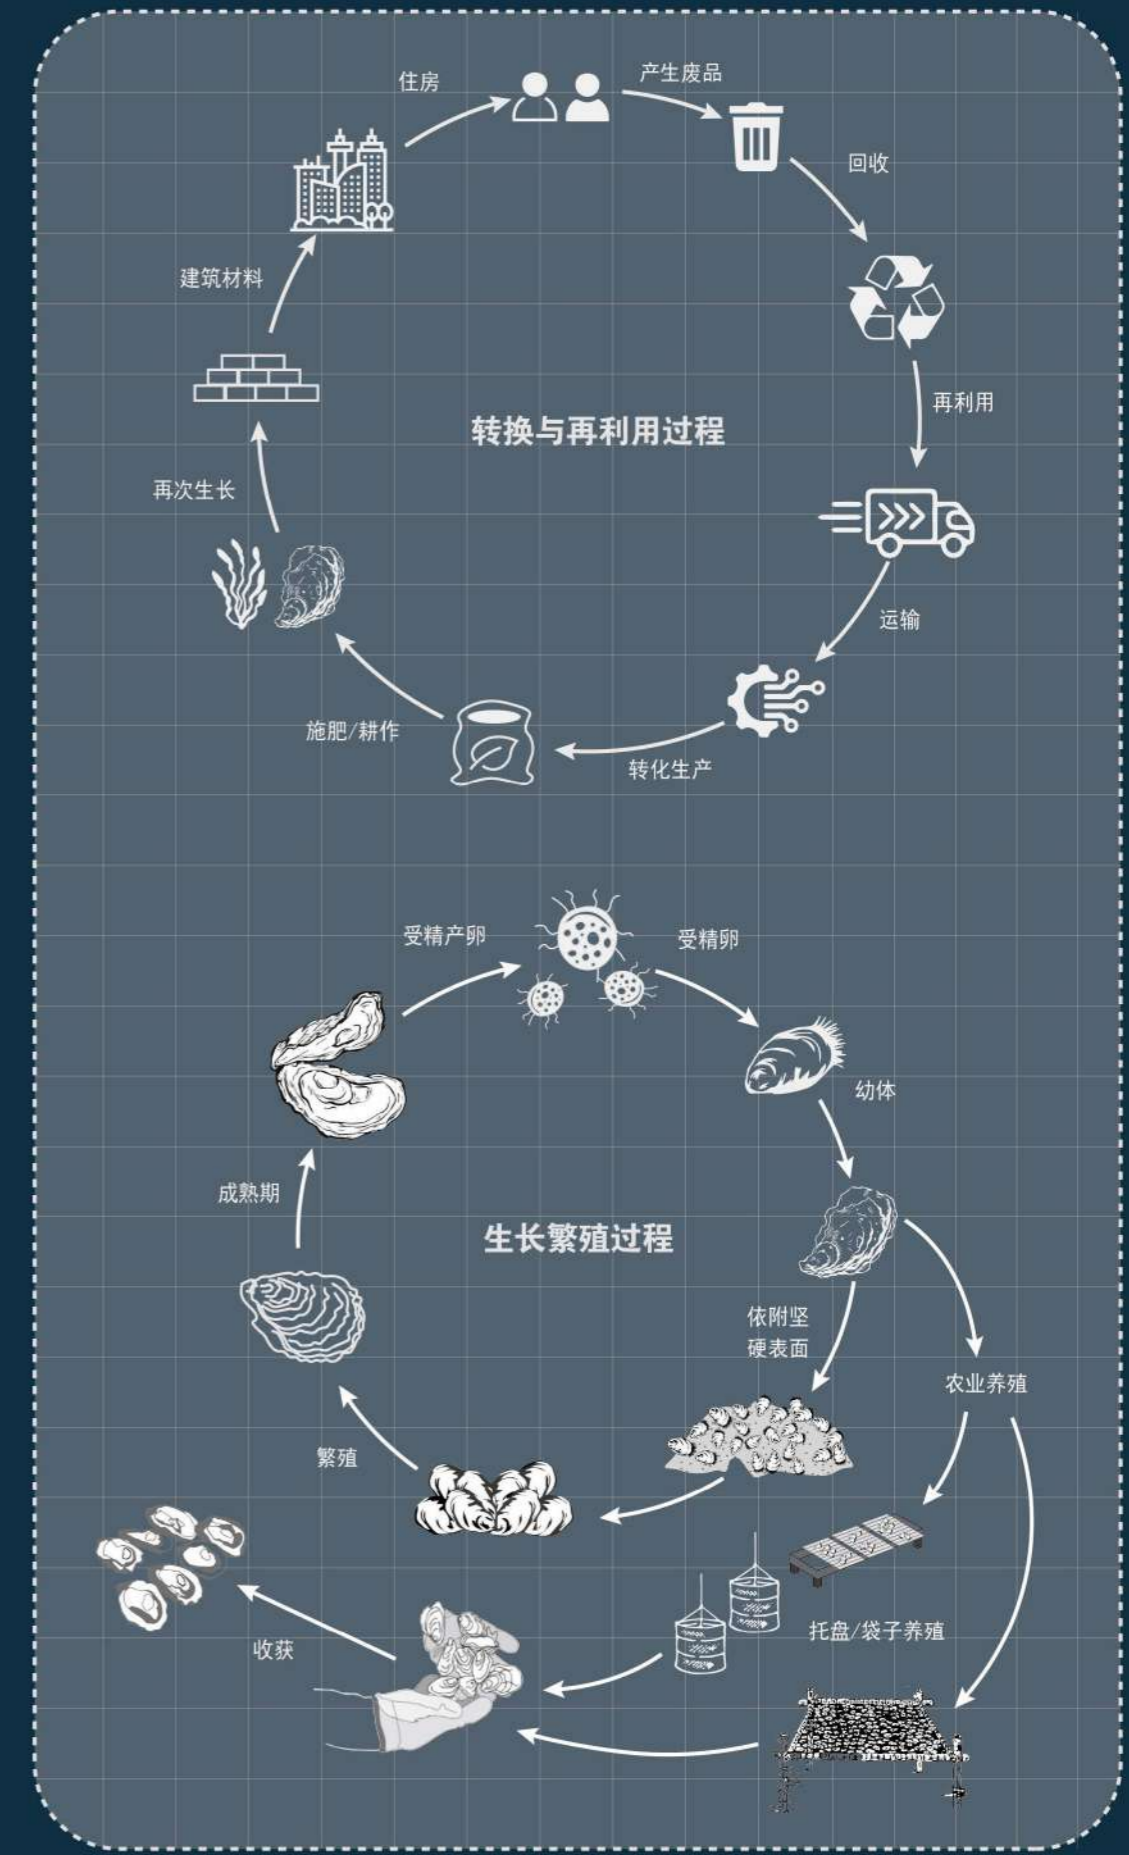 住房
产生废品
回收
建筑材料
再利用
转换与再利用过程
再次生长
运输
施肥/耕作
转化生产
受精产卵
受精卵
幼体
成熟期
生长繁殖过程
依附坚
硬表面
农业养殖
繁殖
托盘/袋子养殖
收获